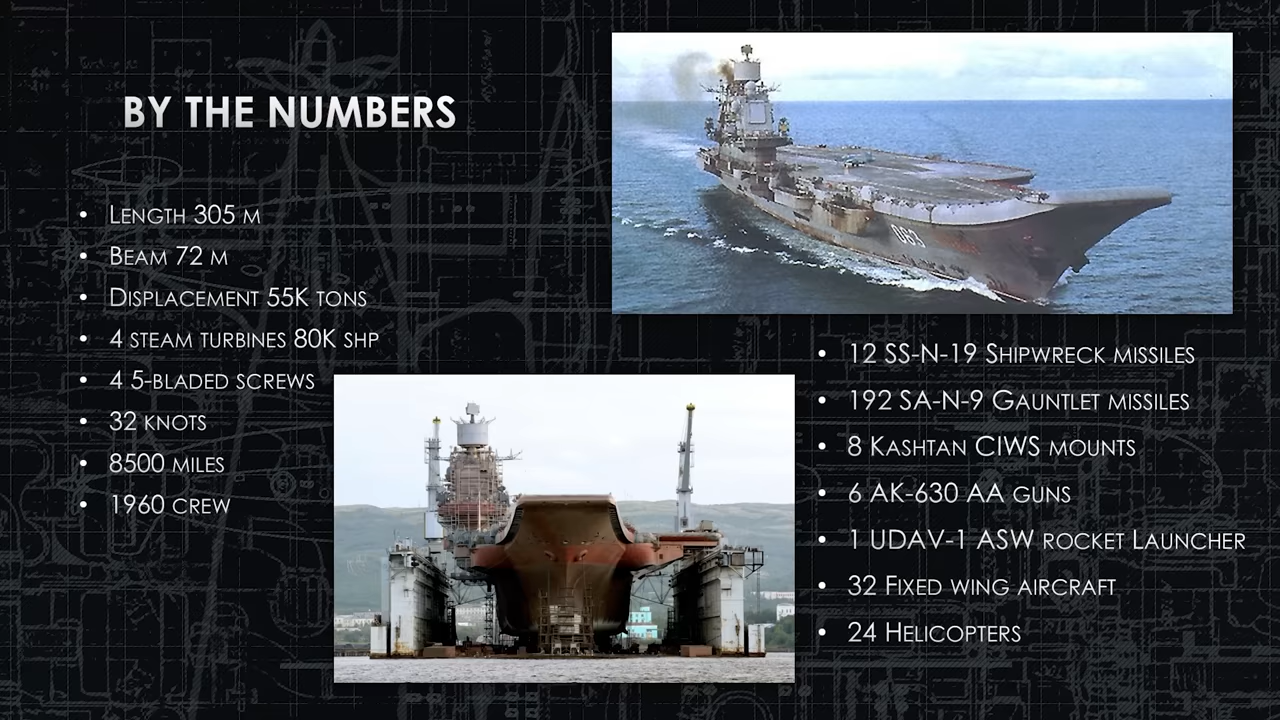 BY THE NUMBERS
• Length 305 m
• Beam 72 m
• Displacement 55K tons
• 4 steam turbines 80K shp
• 4 5-bladed screws
• 32 knots
• 8500 miles
• 1960 crew
063
• 12 SS-N-19 Shipwreck missiles
• 192 SA-N-9 Gauntlet missiles
• 8 Kashtan CIWS mounts
• 6 AK-630 AA guns
• 1 UDAV-1 ASW rocket Launcher
• 32 Fixed wing aircraft
• 24 Helicopters